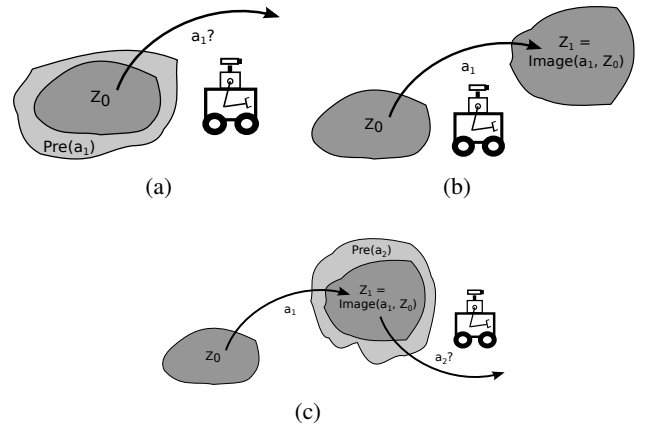 a₁?
Z₀
Pre(a₁)
(a)
Z₁ =
Image(a₁, Z₀)
a₁
Z₀
(b)
Pre(a₂)
Z₁ =
Image(a₁, Z₀)
a₁
Z₀
a₂?
(c)